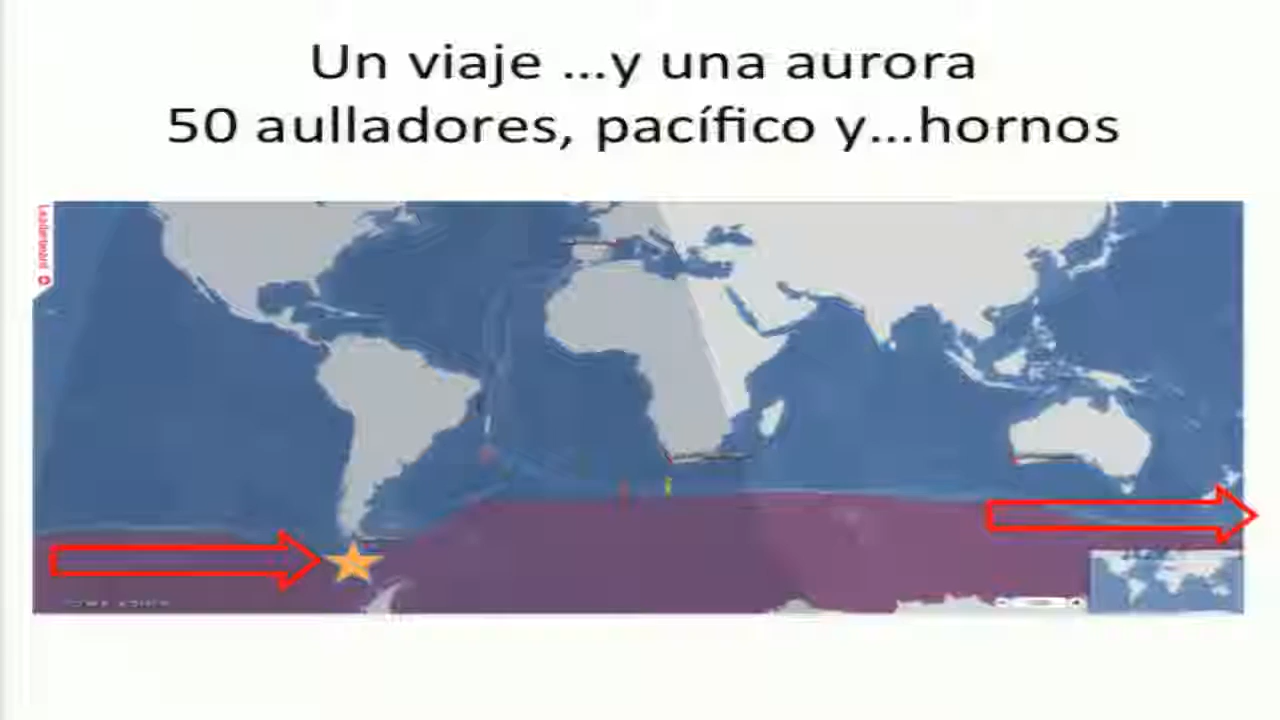 Un viaje ...y una aurora
50 aulladores, pacífico y...hornos